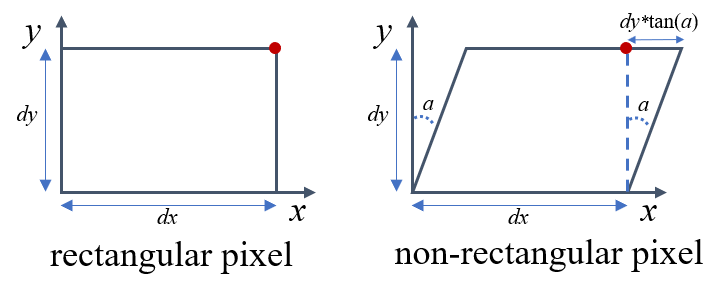 y
dy
dx
x
rectangular pixel
dy*tan(a)
y
a
a
dy
dx
x
non-rectangular pixel